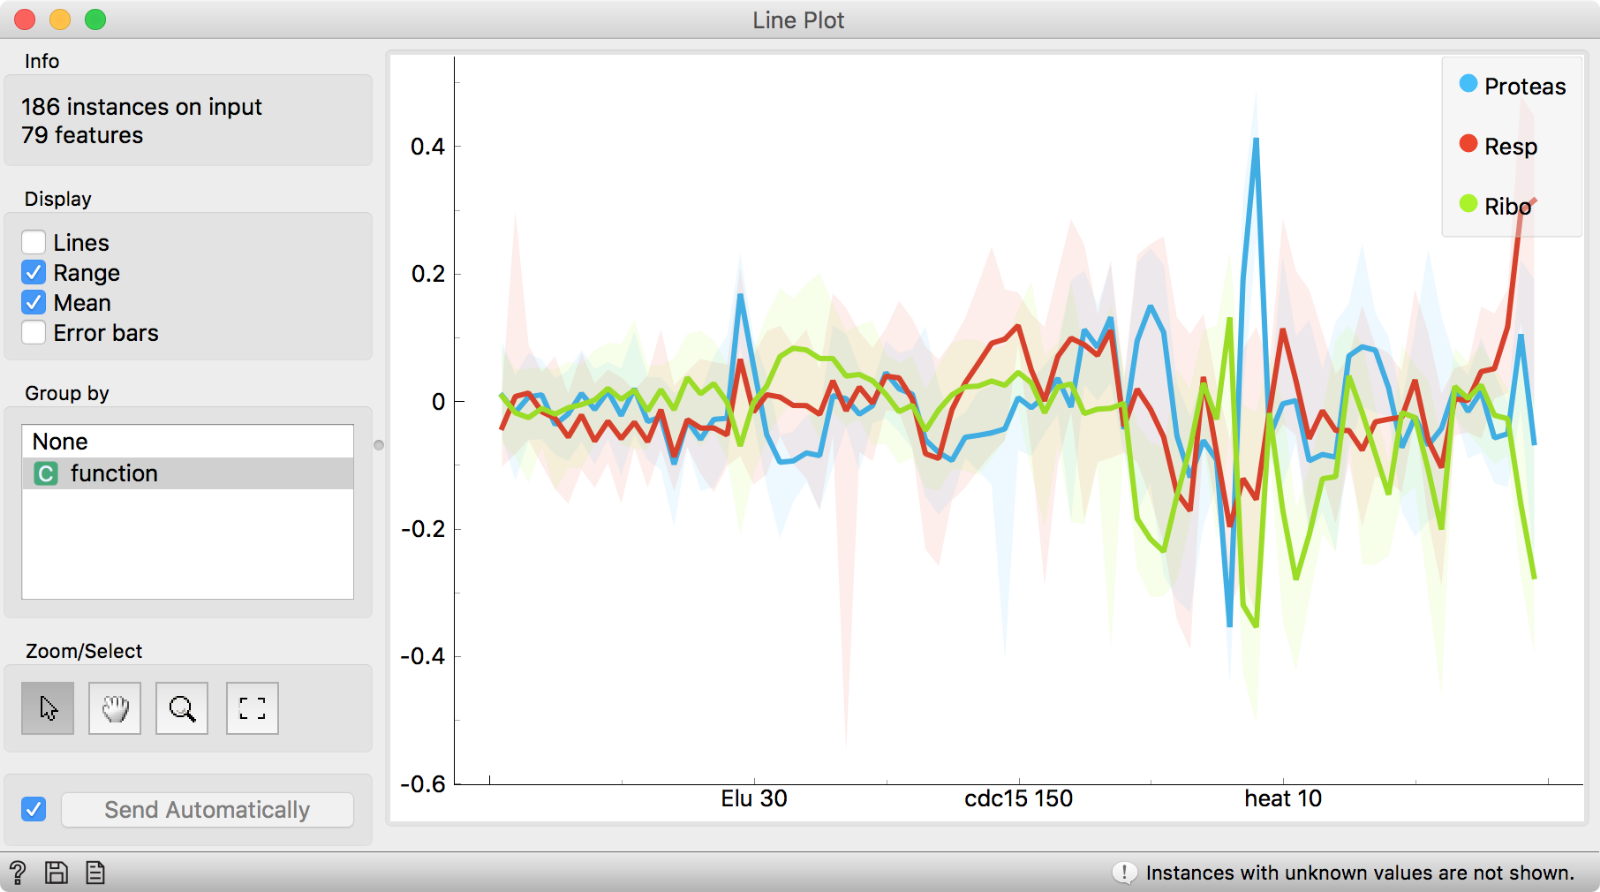 Line Plot
Info
186 instances on input
79 features
Display
Lines
Range
Mean
Error bars
Group by
None
C function
Zoom/Select
Send Automatically
0.4
0.2
0
-0.2
-0.4
-0.6
Elu 30 cdc15 150 heat 10
Proteas
Resp
Ribo
? ! Instances with unknown values are not shown.